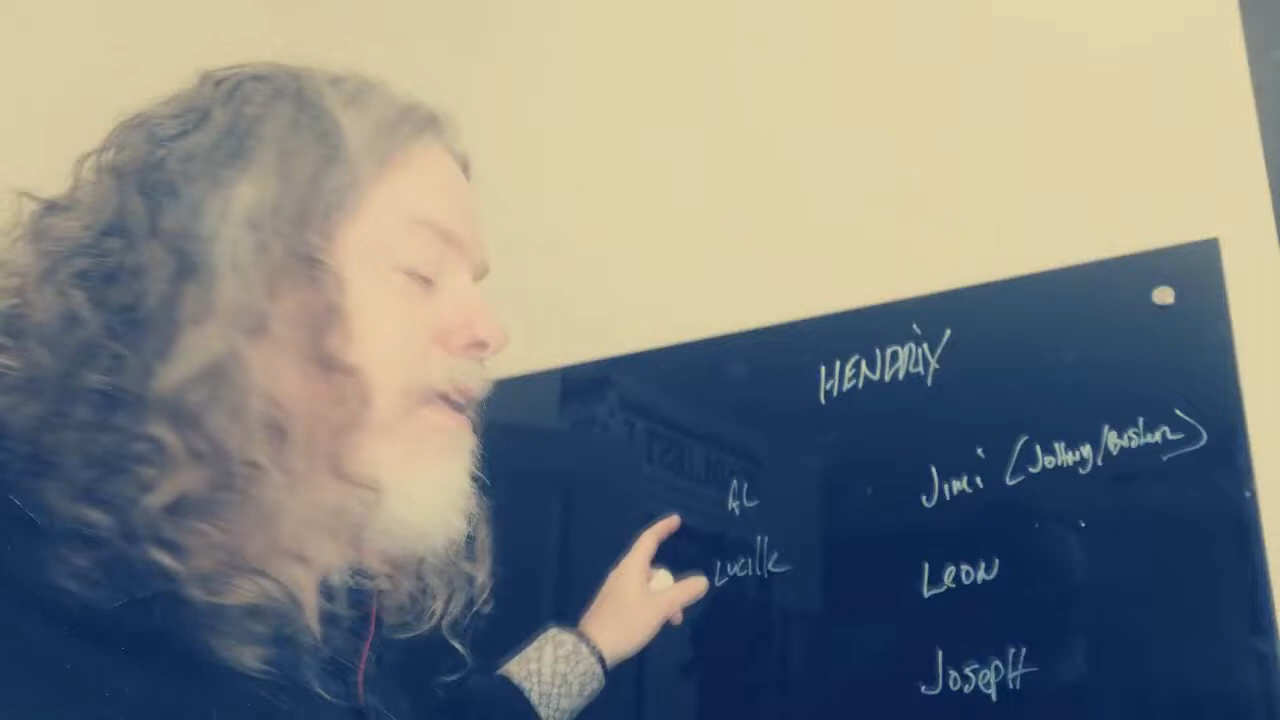 HENDRIX
AL
Lucille
Jimi (Johnny/Buster)
Leon
Joseph